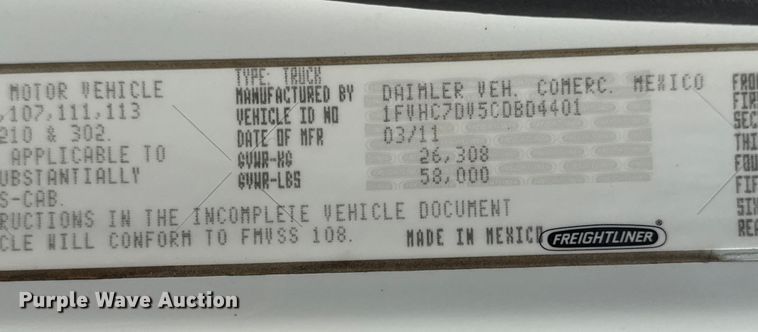 TYPE: TRUCK
MOTOR VEHICLE
MANUFACTURED BY DAIMLER VEH. COMERC. MEXICO
,107,111,113
VEHICLE ID NO 1FVHC7DV5CDBD4401
210 & 302.
DATE OF MFR 03/11
APPLICABLE TO
GVWR-KG 26,308
UBSTANTIALLY
GVWR-LBS 58,000
S-CAB.
RUCTIONS IN THE INCOMPLETE VEHICLE DOCUMENT
CLE WILL CONFORM TO FMVSS 108.
MADE IN MEXICO FREIGHTLINER®
FRO
FIR
SEC
THI
FOU
FIF
SIX
REA
Purple Wave Auction